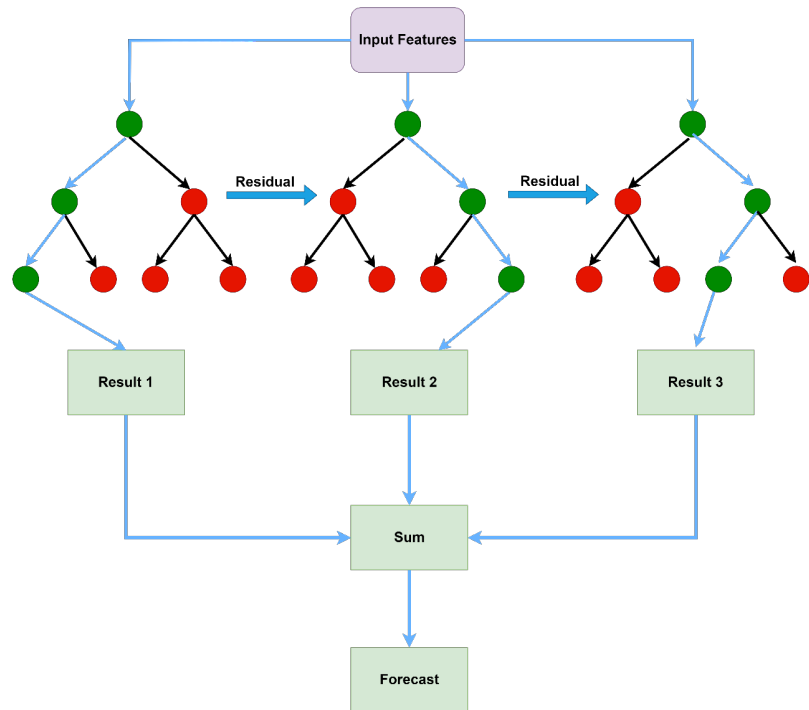 Input Features
Residual
Residual
Result 1
Result 2
Result 3
Sum
Forecast